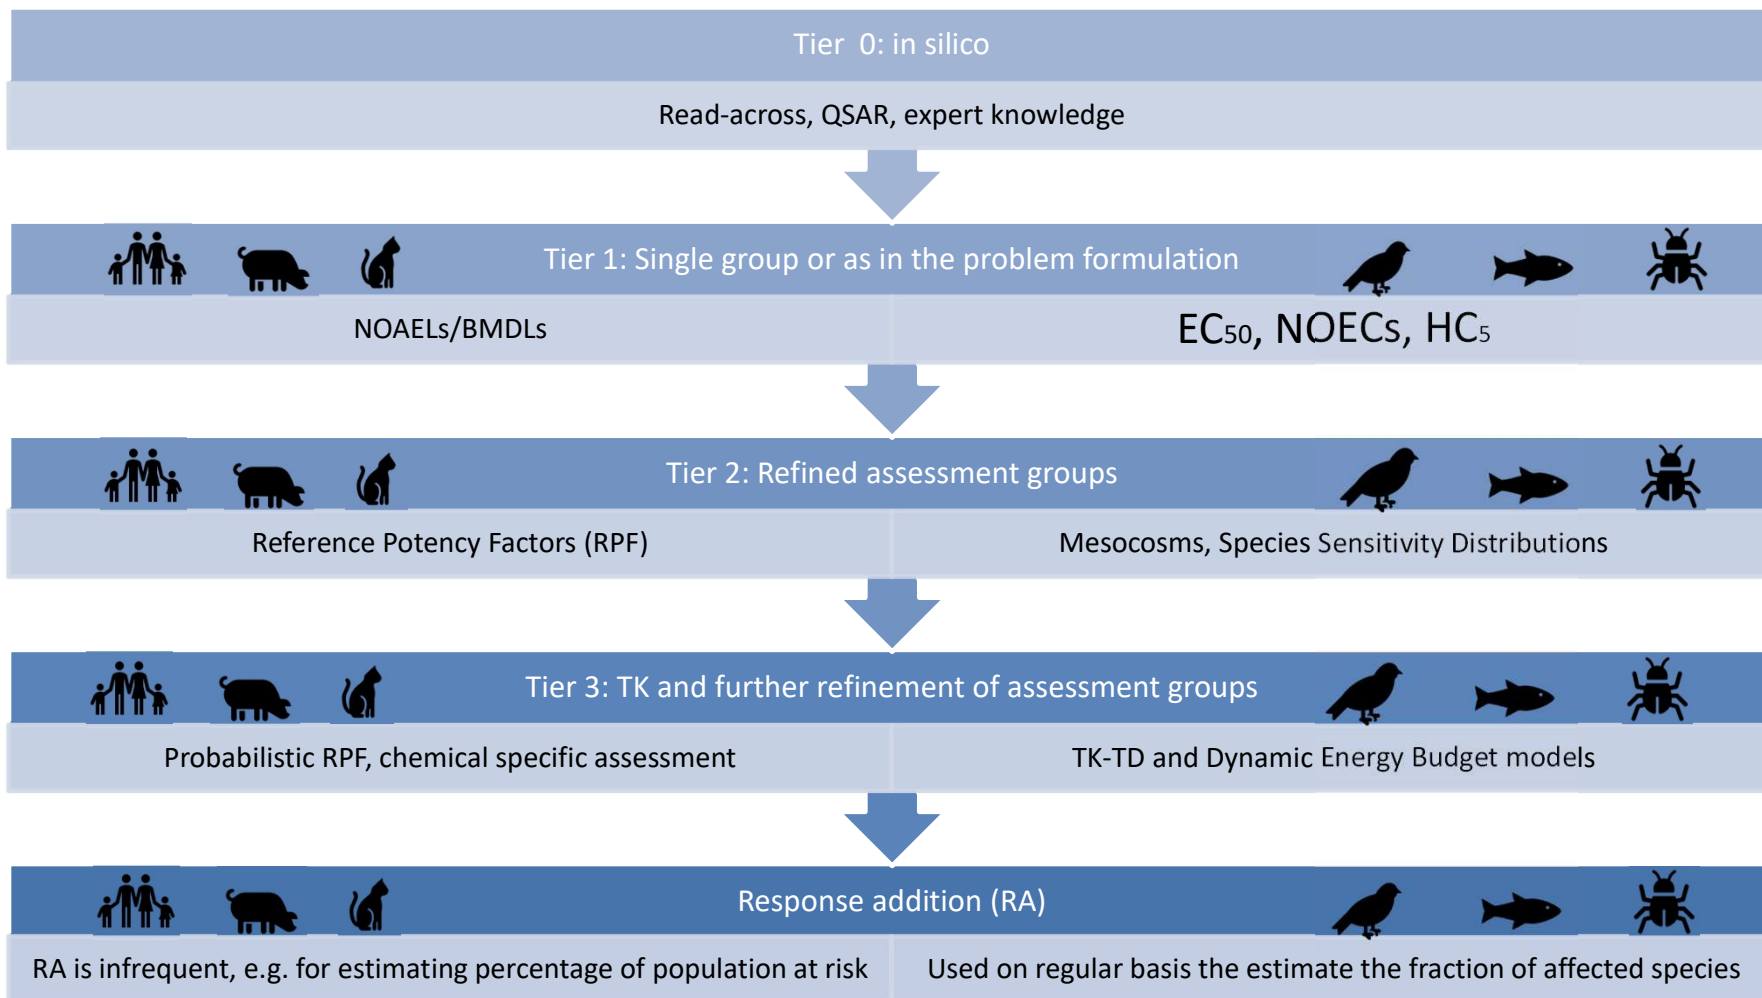 Tier 0: in silico
Read-across, QSAR, expert knowledge
Tier 1: Single group or as in the problem formulation
NOAELs/BMDLs
EC50, NOECs, HC5
Tier 2: Refined assessment groups
Reference Potency Factors (RPF)
Mesocosms, Species Sensitivity Distributions
Tier 3: TK and further refinement of assessment groups
Probabilistic RPF, chemical specific assessment
TK-TD and Dynamic Energy Budget models
Response addition (RA)
RA is infrequent, e.g. for estimating percentage of population at risk
Used on regular basis the estimate the fraction of affected species